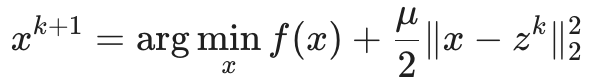 x^{k+1} = \arg\min_{x} f(x) + \frac{\mu}{2} \|x - z^k\|_2^2